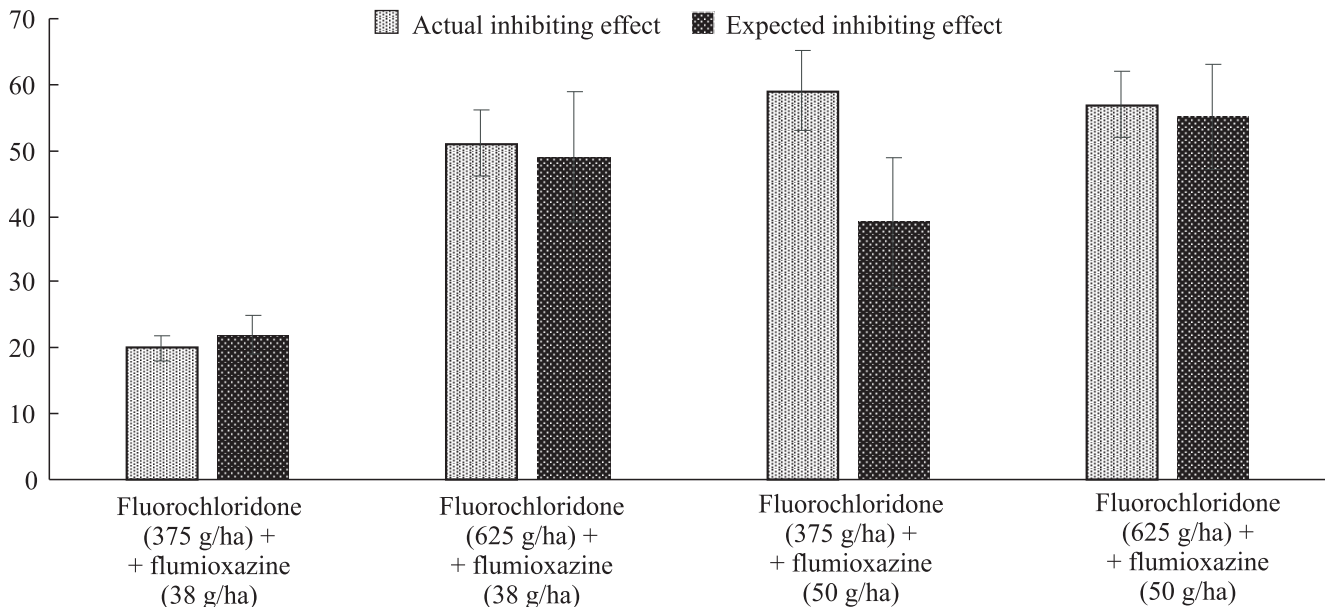 70
60
50
40
30
20
10
0
Actual inhibiting effect
Expected inhibiting effect
Fluorochloridone
(375 g/ha) +
+ flumioxazine
(38 g/ha)
Fluorochloridone
(625 g/ha) +
+ flumioxazine
(38 g/ha)
Fluorochloridone
(375 g/ha) +
+ flumioxazine
(50 g/ha)
Fluorochloridone
(625 g/ha) +
+ flumioxazine
(50 g/ha)